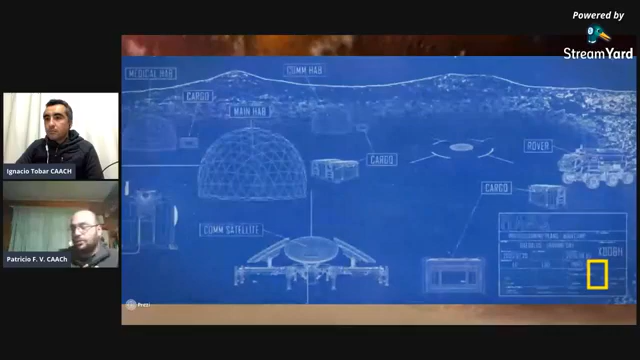 Powered by
StreamYard
MEDICAL HAB
COMM HAB
CARGO
MAIN HAB
CARGO
ROVER
CARGO
COMM SATELLITE
Ignacio Tobar CAACH
Patricio F. V. CAACh
Prezi